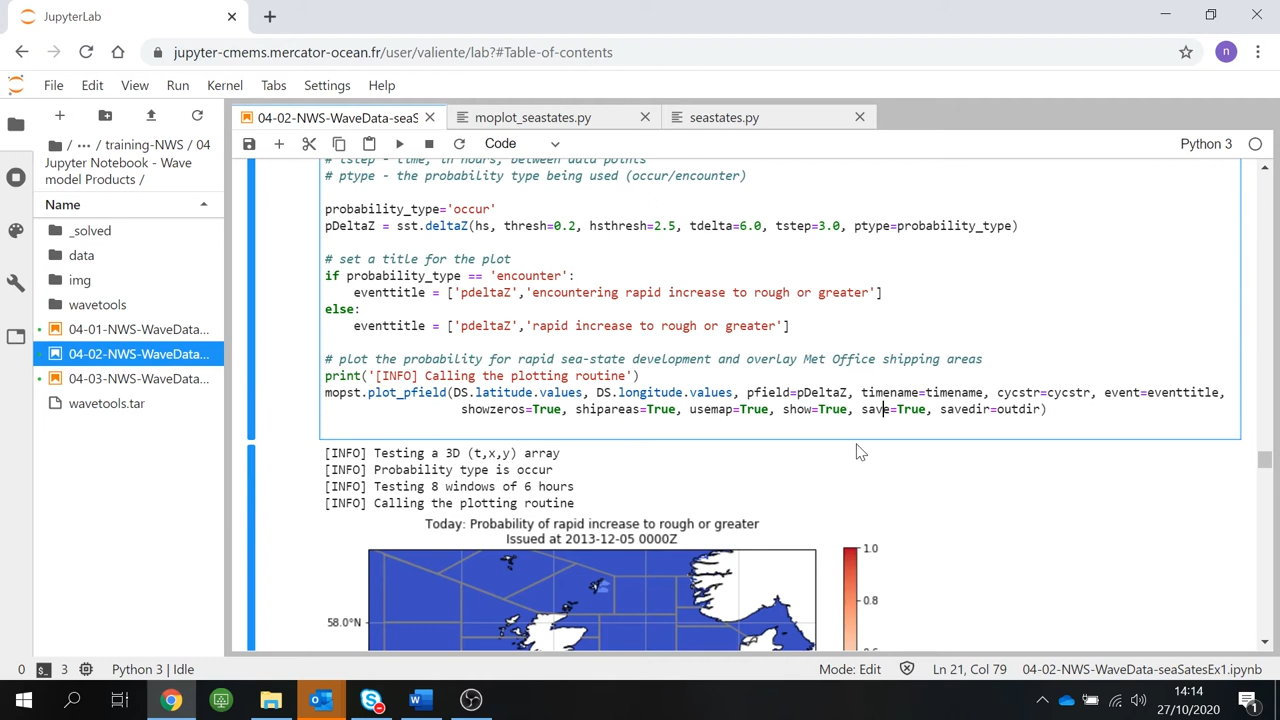 JupyterLab
jupyter-cmems.mercator-ocean.fr/user/valiente/lab?#Table-of-contents
n
File Edit View Run Kernel Tabs Settings Help
04-02-NWS-WaveData-seaS
moplot_seastates.py
seastates.py
Code
Python 3
/ ··· / training-NWS / 04
Jupyter Notebook - Wave
model Products /
Name
_solved
data
img
wavetools
04-01-NWS-WaveData...
04-02-NWS-WaveData...
04-03-NWS-WaveData...
wavetools.tar
# tstep - time, in hours, between data points
# ptype - the probability type being used (occur/encounter)
probability_type='occur'
pDeltaZ = sst.deltaZ(hs, thresh=0.2, hsthresh=2.5, tdelta=6.0, tstep=3.0, ptype=probability_type)
# set a title for the plot
if probability_type == 'encounter':
eventtitle = ['pdeltaZ','encountering rapid increase to rough or greater']
else:
eventtitle = ['pdeltaZ','rapid increase to rough or greater']
# plot the probability for rapid sea-state development and overlay Met Office shipping areas
print('[INFO] Calling the plotting routine')
mopst.plot_pfield(DS.latitude.values, DS.longitude.values, pfield=pDeltaZ, timename=timename, cycstr=cycstr, event=eventtitle,
showzeros=True, shipareas=True, usemap=True, show=True, save=True, savedir=outdir)
[INFO] Testing a 3D (t,x,y) array
[INFO] Probability type is occur
[INFO] Testing 8 windows of 6 hours
[INFO] Calling the plotting routine
Today: Probability of rapid increase to rough or greater
Issued at 2013-12-05 0000Z
1.0
0.8
58.0°N
0 3 Python 3 | Idle
Mode: Edit
Ln 21, Col 79
04-02-NWS-WaveData-seaSatesEx1.ipynb
14:14
27/10/2020
1